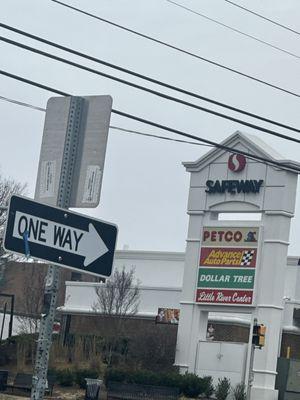 SAFEWAY
PETCO
Advance
Auto Parts
DOLLAR TREE
Little River Center
ONE WAY